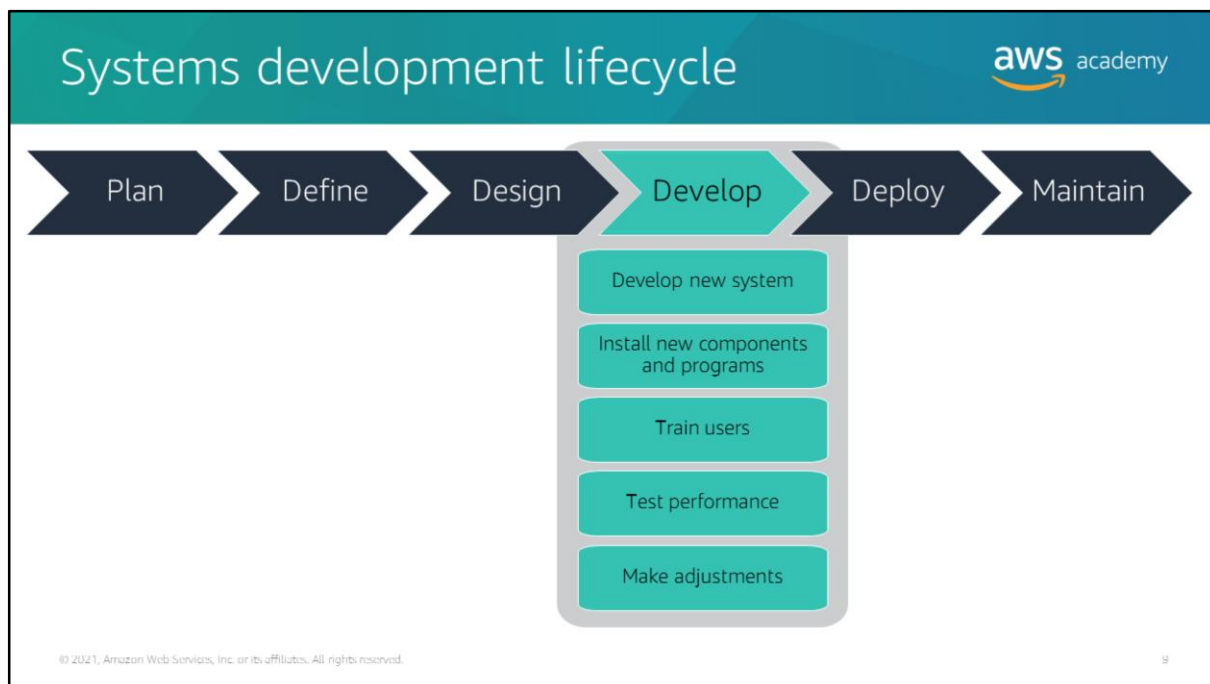 Systems development lifecycle
aws academy
Plan
Define
Design
Develop
Deploy
Maintain
Develop new system
Install new components
and programs
Train users
Test performance
Make adjustments
© 2021, Amazon Web Services, Inc. or its affiliates. All rights reserved.
9